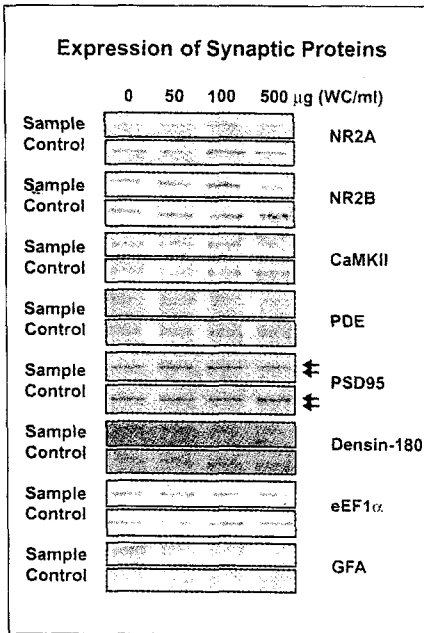 Expression of Synaptic Proteins
0 50 100 500 µg (WC/ml)
Sample
Control
NR2A
Sample
Control
NR2B
Sample
Control
CaMKII
Sample
Control
PDE
Sample
Control
PSD95
Sample
Control
Densin-180
Sample
Control
eEF1α
Sample
Control
GFA